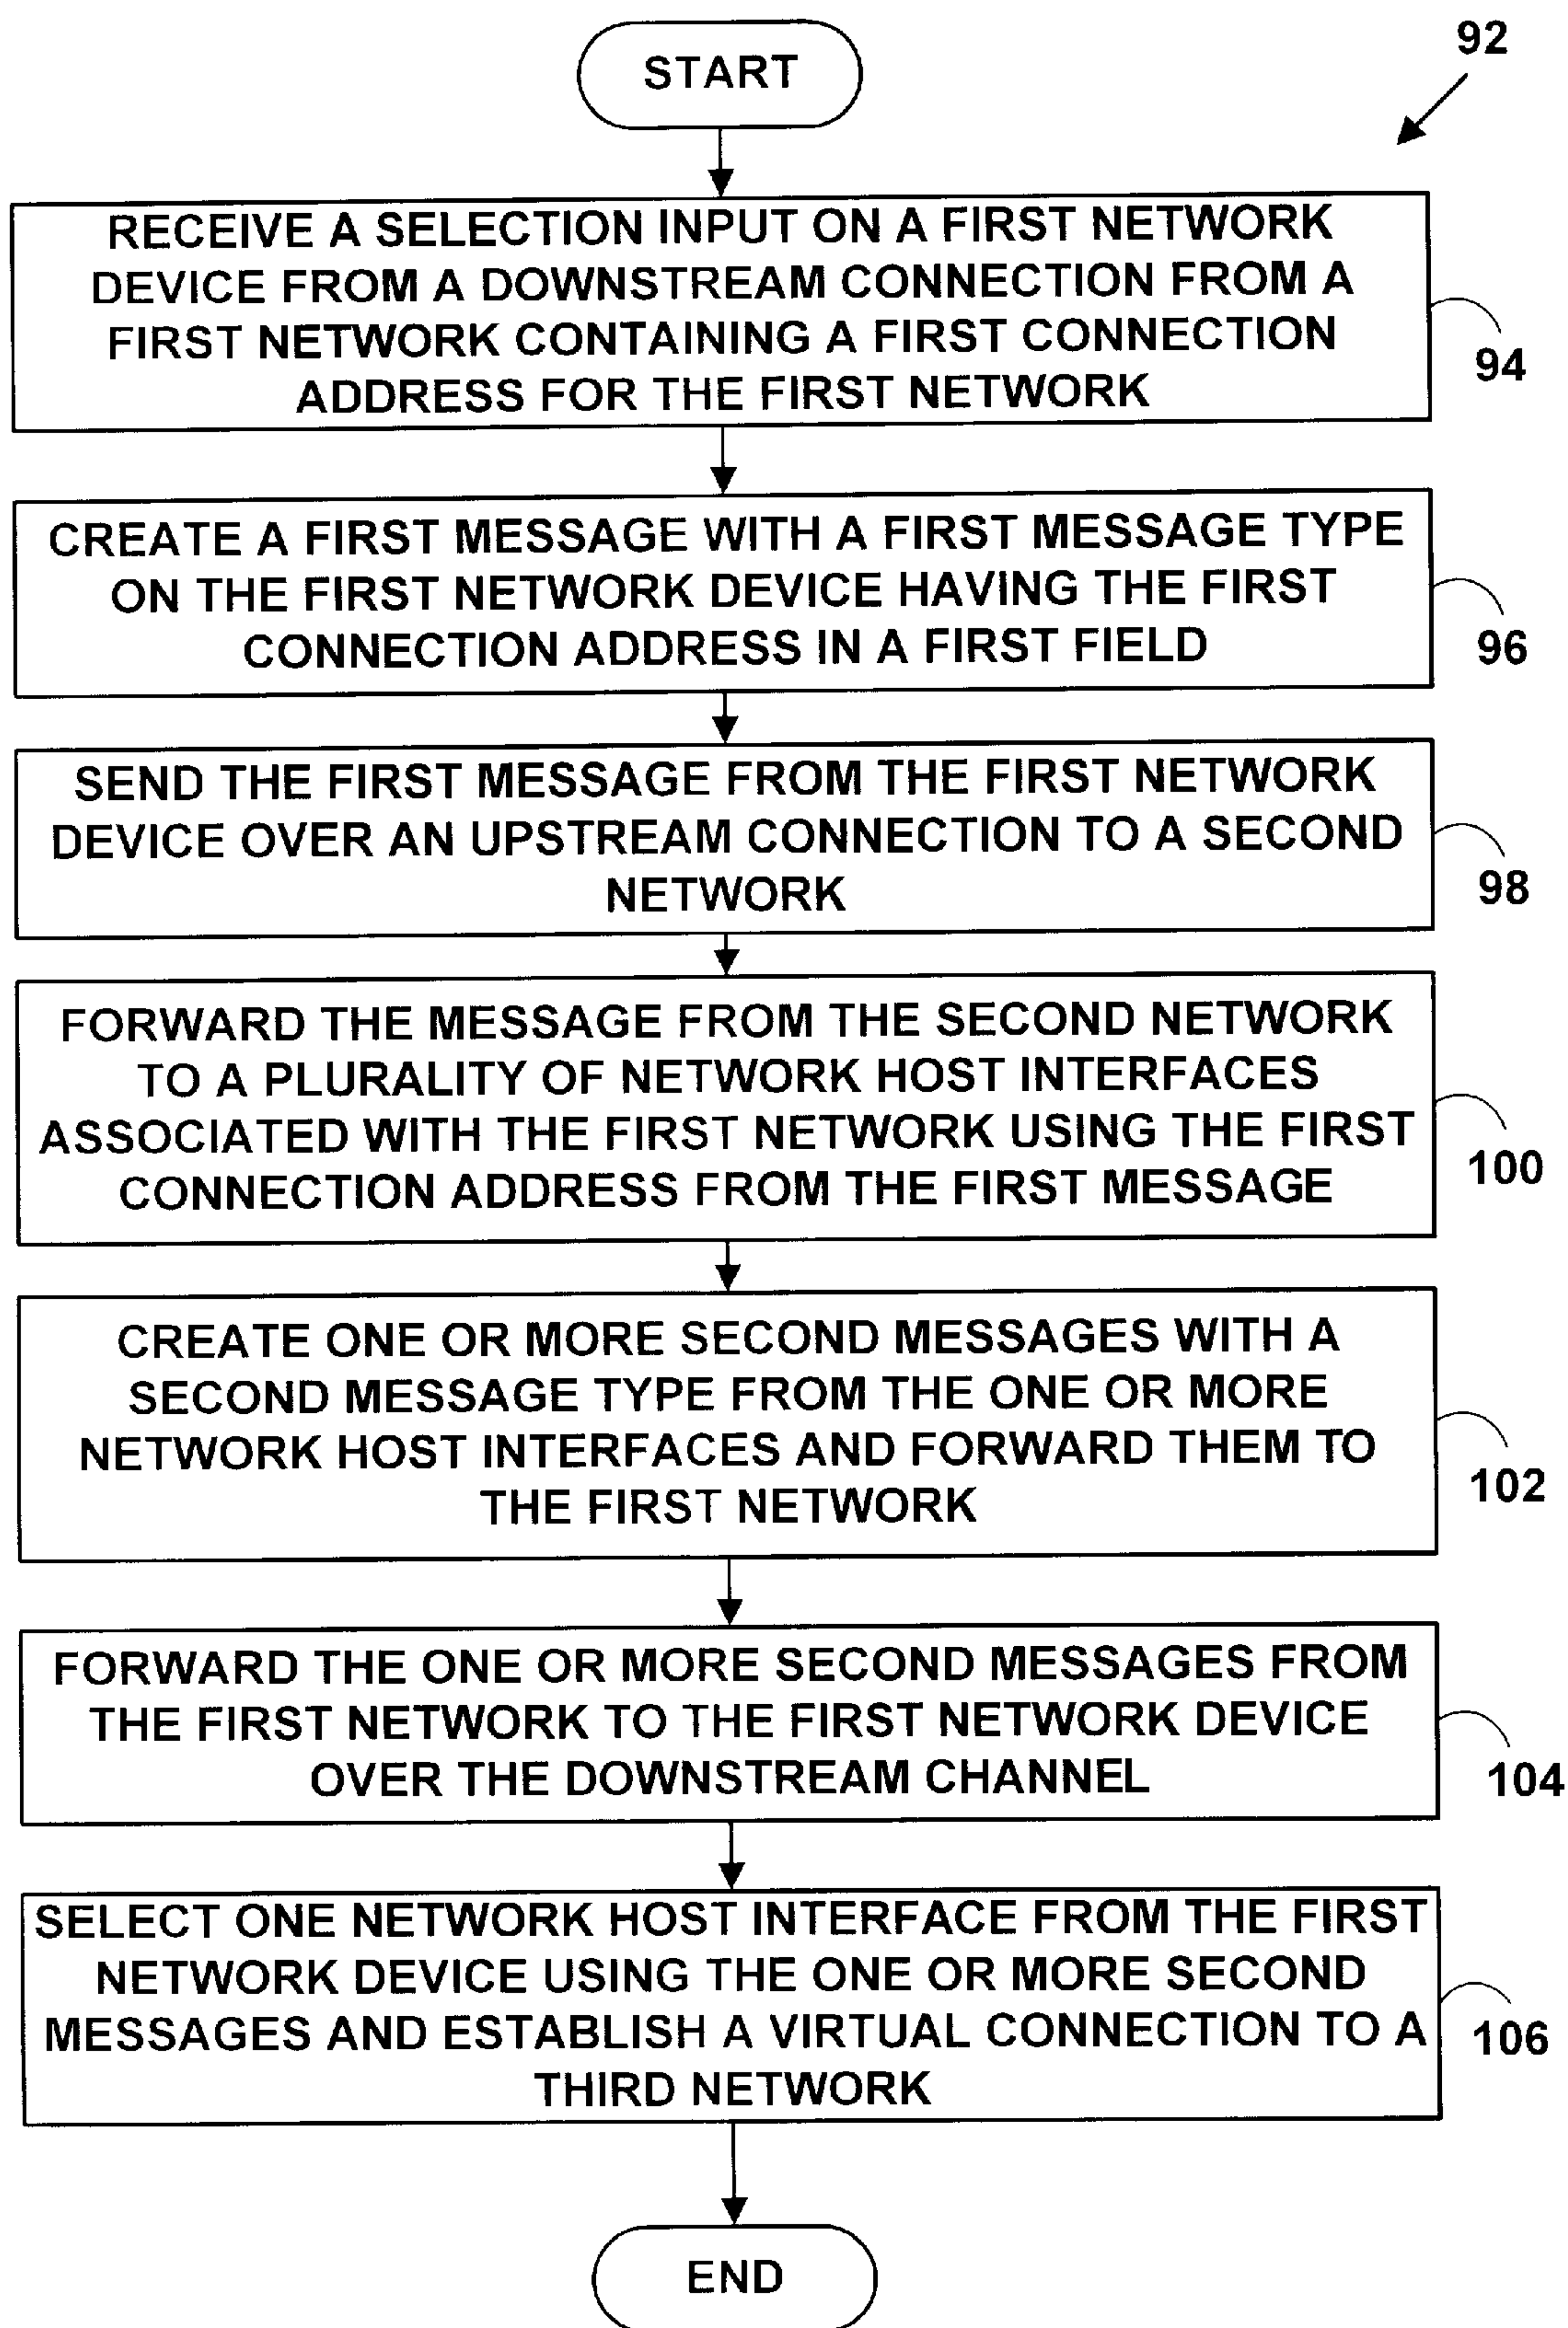 START
92
RECEIVE A SELECTION INPUT ON A FIRST NETWORK
DEVICE FROM A DOWNSTREAM CONNECTION FROM A
FIRST NETWORK CONTAINING A FIRST CONNECTION
ADDRESS FOR THE FIRST NETWORK
94
CREATE A FIRST MESSAGE WITH A FIRST MESSAGE TYPE
ON THE FIRST NETWORK DEVICE HAVING THE FIRST
CONNECTION ADDRESS IN A FIRST FIELD
96
SEND THE FIRST MESSAGE FROM THE FIRST NETWORK
DEVICE OVER AN UPSTREAM CONNECTION TO A SECOND
NETWORK
98
FORWARD THE MESSAGE FROM THE SECOND NETWORK
TO A PLURALITY OF NETWORK HOST INTERFACES
ASSOCIATED WITH THE FIRST NETWORK USING THE FIRST
CONNECTION ADDRESS FROM THE FIRST MESSAGE
100
CREATE ONE OR MORE SECOND MESSAGES WITH A
SECOND MESSAGE TYPE FROM THE ONE OR MORE
NETWORK HOST INTERFACES AND FORWARD THEM TO
THE FIRST NETWORK
102
FORWARD THE ONE OR MORE SECOND MESSAGES FROM
THE FIRST NETWORK TO THE FIRST NETWORK DEVICE
OVER THE DOWNSTREAM CHANNEL
104
SELECT ONE NETWORK HOST INTERFACE FROM THE FIRST
NETWORK DEVICE USING THE ONE OR MORE SECOND
MESSAGES AND ESTABLISH A VIRTUAL CONNECTION TO A
THIRD NETWORK
106
END